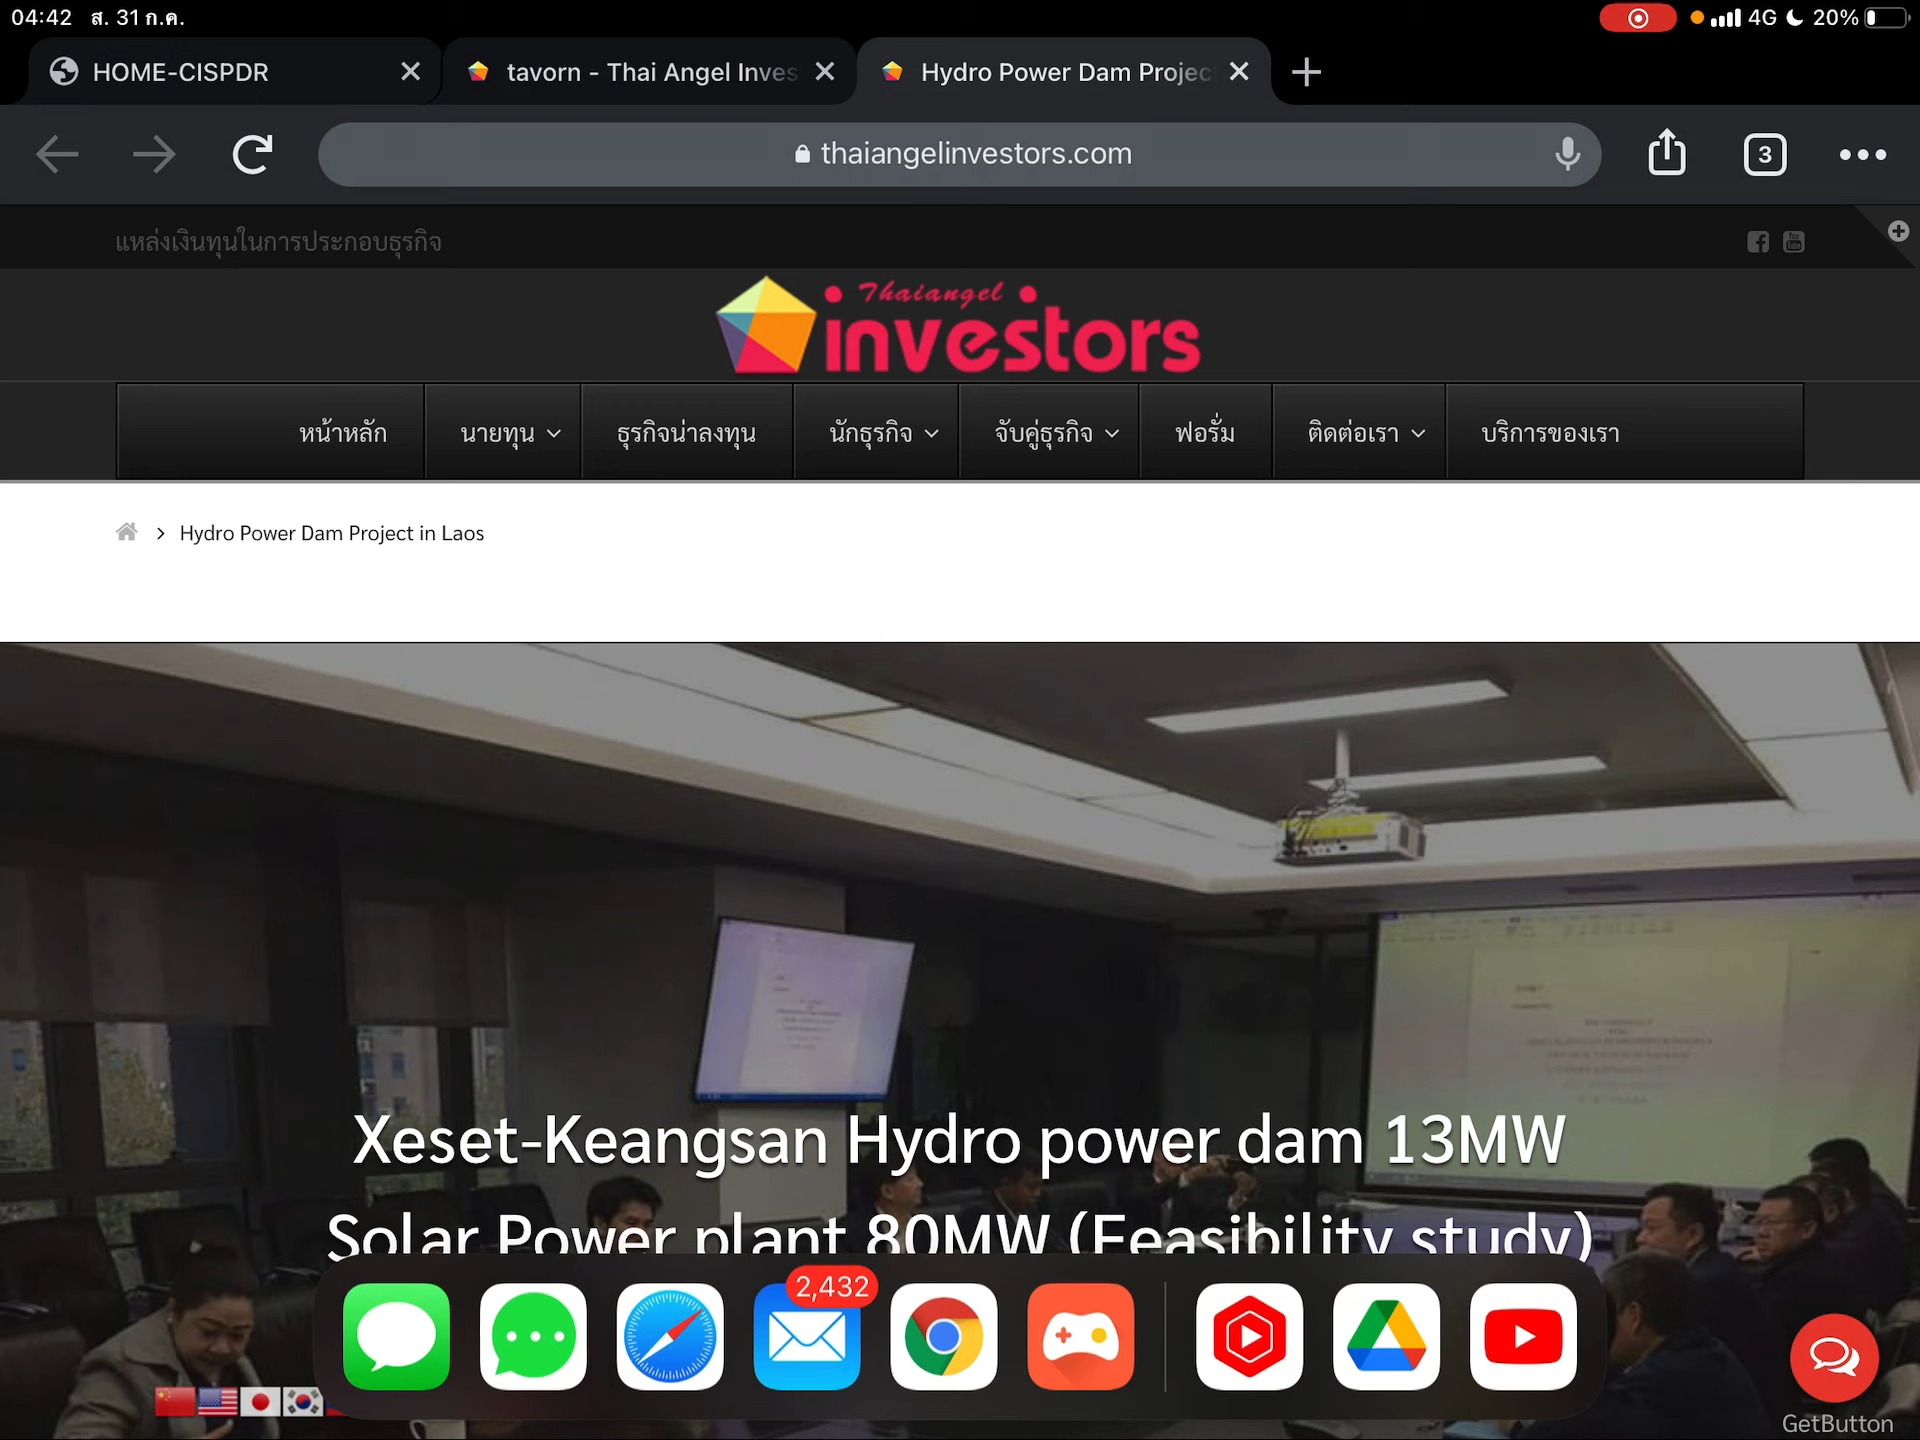 04:42 ส. 31 ก.ค.
4G 20%
HOME-CISPDR
tavorn - Thai Angel Inves
Hydro Power Dam Projec
thaiangelinvestors.com
3
แหล่งเงินทุนในการประกอบธุรกิจ
Thaiangel
investors
หน้าหลัก
นายทุน
ธุรกิจน่าลงทุน
นักธุรกิจ
จับคู่ธุรกิจ
ฟอรั่ม
ติดต่อเรา
บริการของเรา
Hydro Power Dam Project in Laos
Xeset-Keangsan Hydro power dam 13MW
Solar Power plant 80MW (Feasibility study)
2,432
GetButton